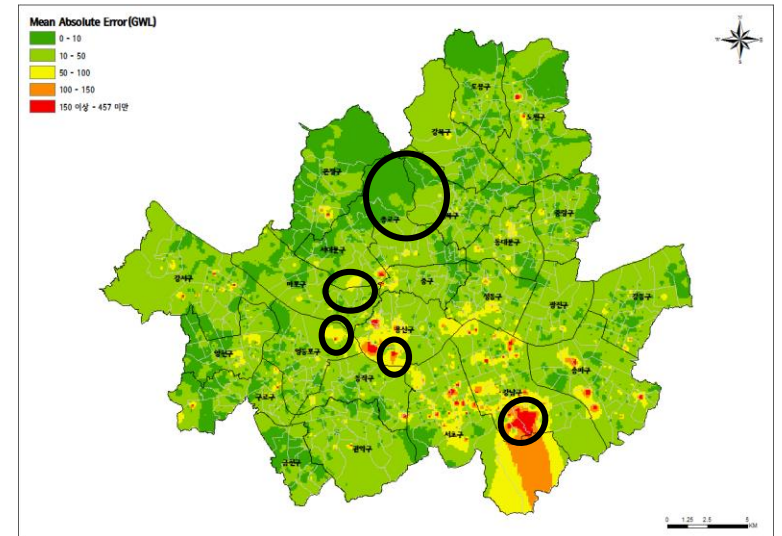 Mean Absolute Error(GWL)
0 - 10
10 - 50
50 - 100
100 - 150
150 이상 - 457 미만
도봉구
노원구
강북구
은평구
종로구
북구
중랑구
서대문구
동대문구
강서구
마포구
중구
성동구
광진구
강동구
용산구
양천구
영등포구
동작구
송파구
강남구
구로구
서초구
금천구
관악구
0 1.25 2.5 5
KM